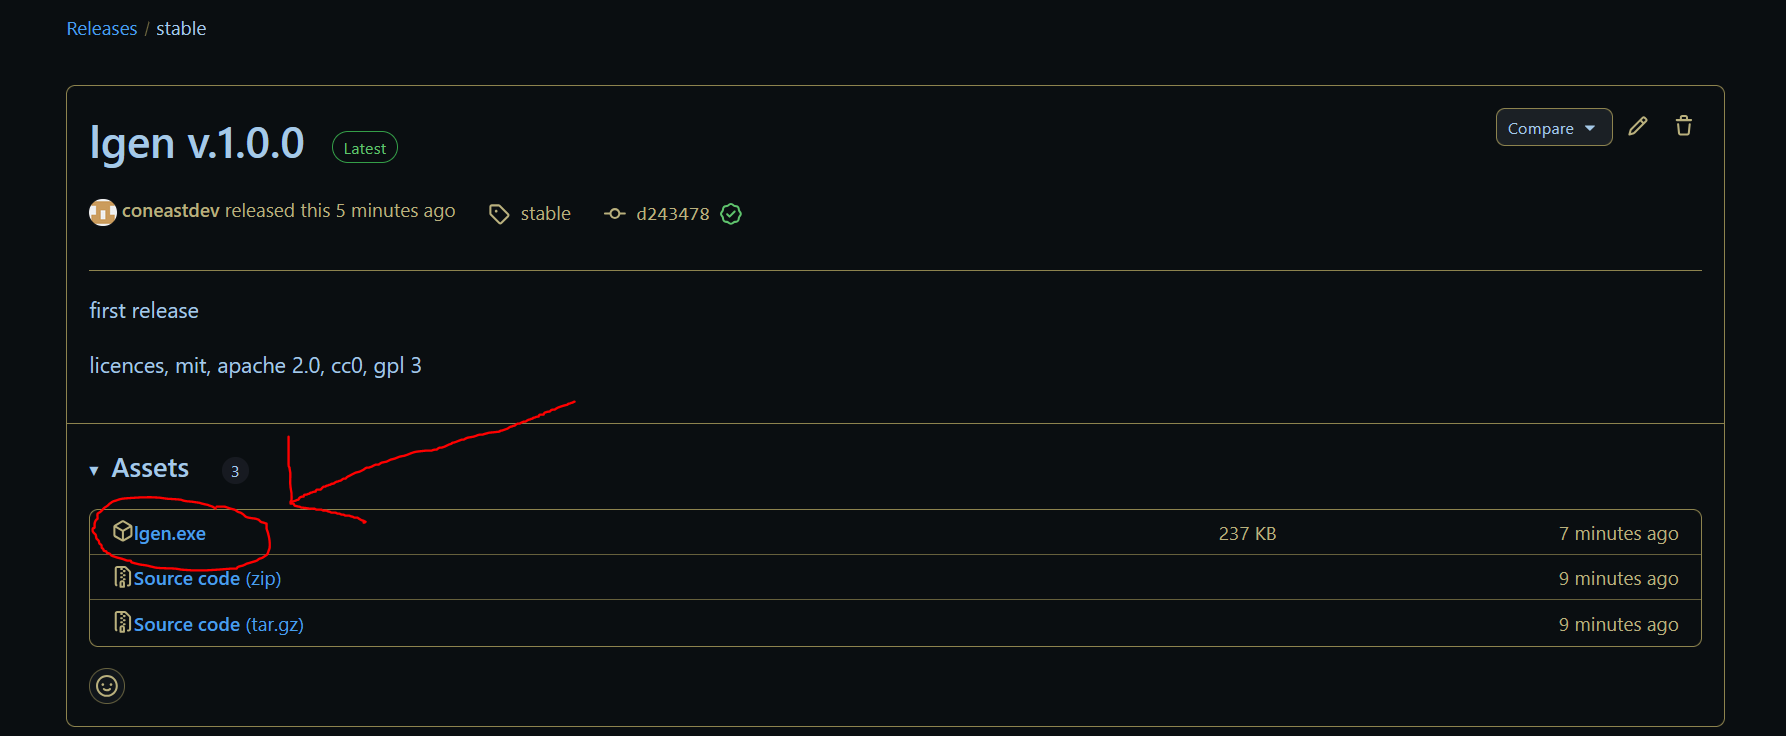 Releases / stable
lgen v.1.0.0 Latest
Compare
coneastdev released this 5 minutes ago stable d243478
first release
licences, mit, apache 2.0, cc0, gpl 3
Assets 3
lgen.exe 237 KB 7 minutes ago
Source code (zip) 9 minutes ago
Source code (tar.gz) 9 minutes ago